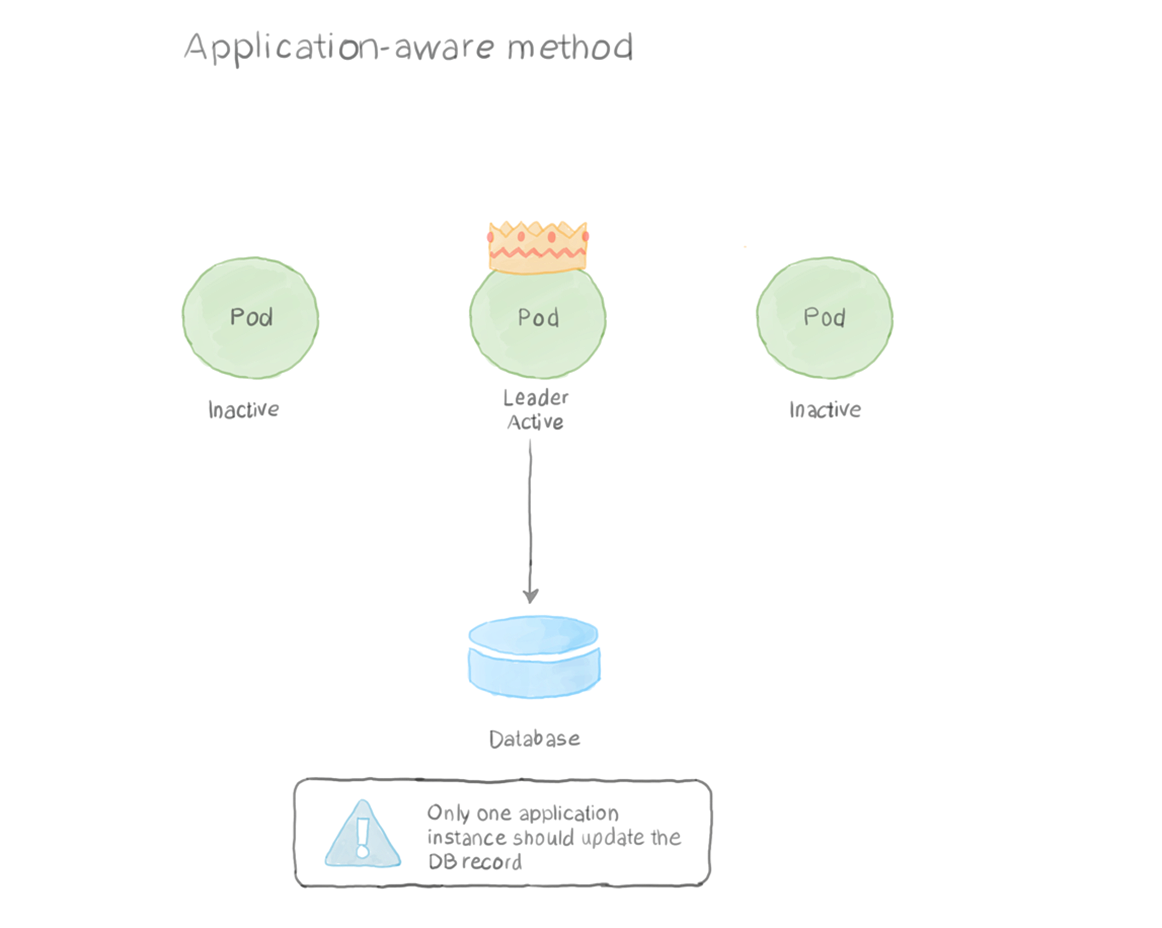 Application-aware method
Pod
Pod
Pod
Inactive
Leader
Active
Inactive
Database
!
Only one application
instance should update the
DB record